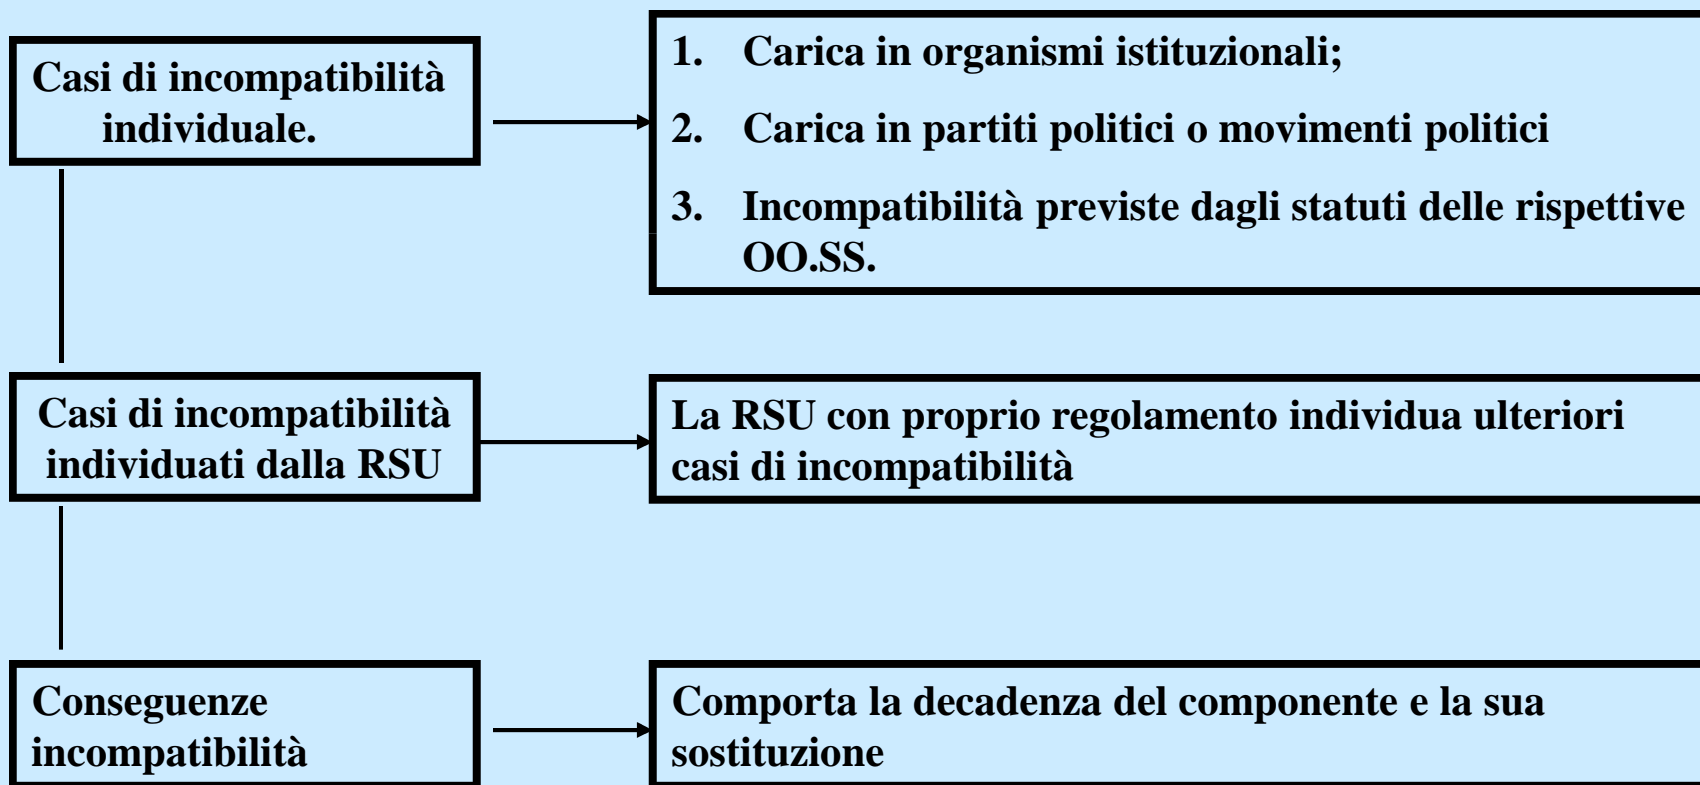 Casi di incompatibilità
individuale.
1. Carica in organismi istituzionali;
2. Carica in partiti politici o movimenti politici
3. Incompatibilità previste dagli statuti delle rispettive
OO.SS.
Casi di incompatibilità
individuati dalla RSU
La RSU con proprio regolamento individua ulteriori
casi di incompatibilità
Conseguenze
incompatibilità
Comporta la decadenza del componente e la sua
sostituzione